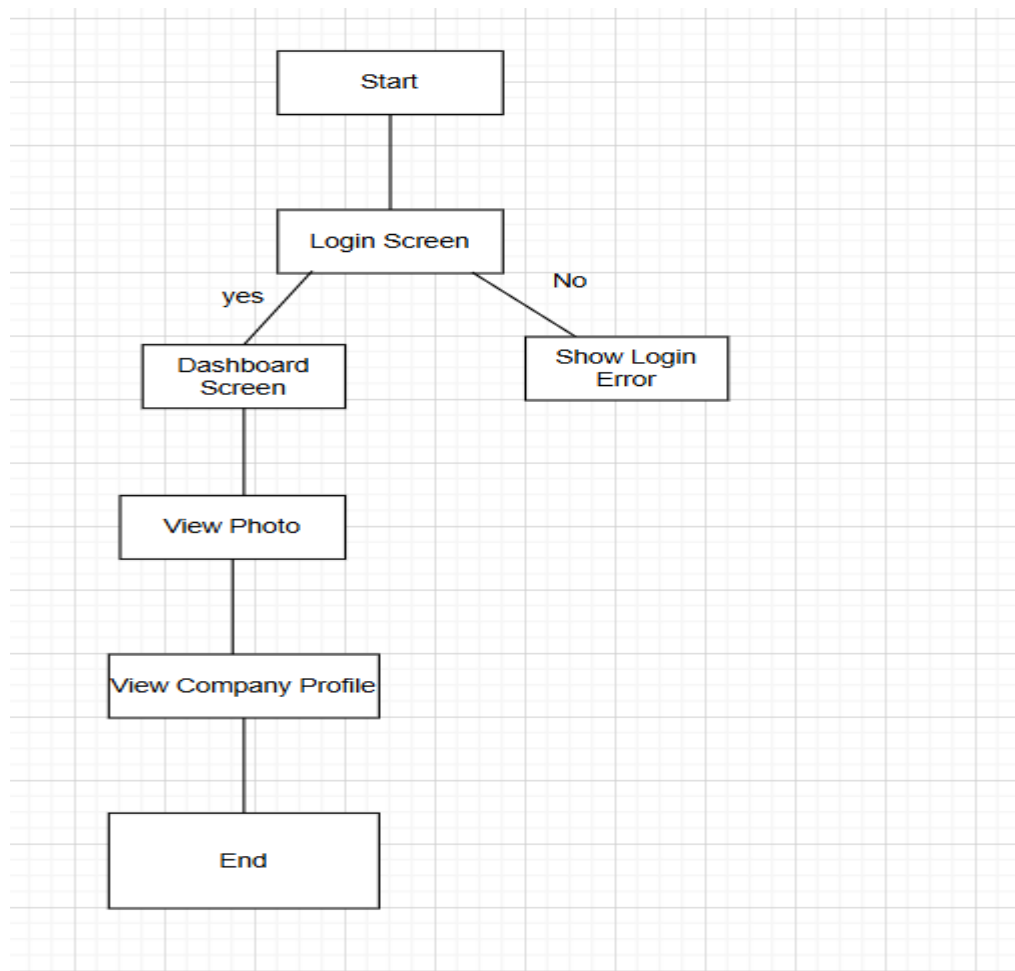 Start
Login Screen
yes
No
Dashboard
Screen
Show Login
Error
View Photo
View Company Profile
End